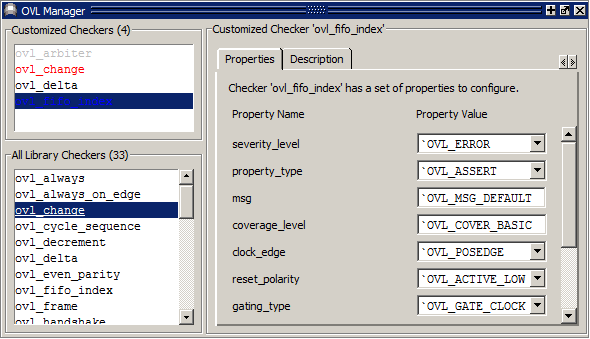 OVL Manager
Customized Checkers (4)
ovl_arbiter
ovl_change
ovl_delta
ovl_fifo_index
All Library Checkers (33)
ovl_always
ovl_always_on_edge
ovl_change
ovl_cycle_sequence
ovl_decrement
ovl_delta
ovl_even_parity
ovl_fifo_index
ovl_frame
ovl_handshake
Customized Checker 'ovl_fifo_index'
Properties Description
Checker 'ovl_fifo_index' has a set of properties to configure.
Property Name Property Value
severity_level `OVL_ERROR
property_type `OVL_ASSERT
msg `OVL_MSG_DEFAULT
coverage_level `OVL_COVER_BASIC
clock_edge `OVL_POSEDGE
reset_polarity `OVL_ACTIVE_LOW
gating_type `OVL_GATE_CLOCK